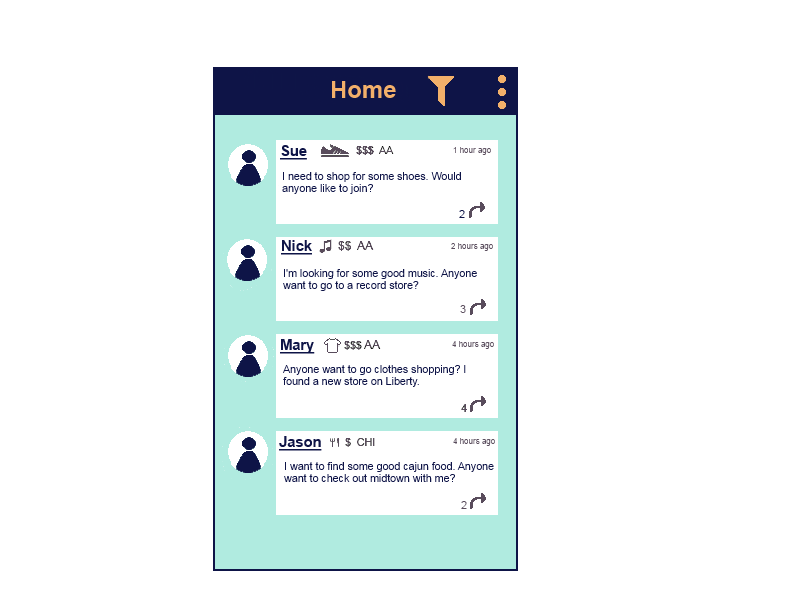 Home
Sue $$$ AA 1 hour ago
I need to shop for some shoes. Would
anyone like to join?
2
Nick $$ AA 2 hours ago
I'm looking for some good music. Anyone
want to go to a record store?
3
Mary $$$ AA 4 hours ago
Anyone want to go clothes shopping? I
found a new store on Liberty.
4
Jason $ CHI 4 hours ago
I want to find some good cajun food. Anyone
want to check out midtown with me?
2